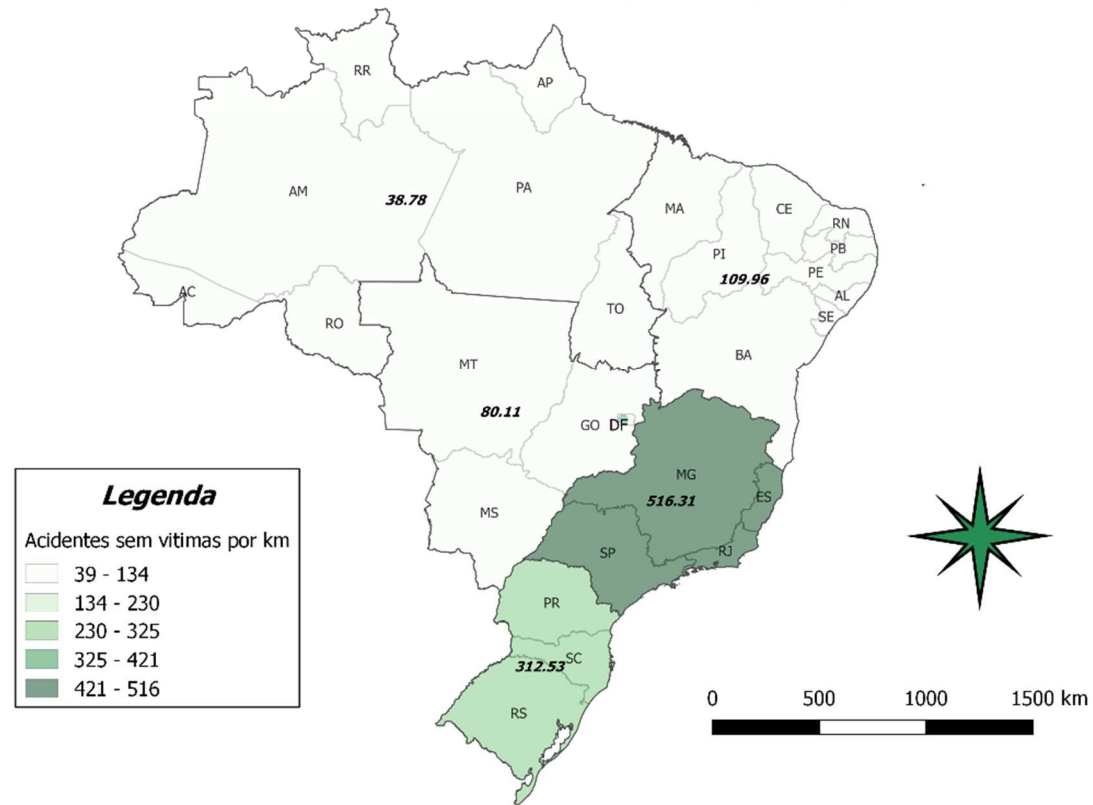 RR
AP
AM
38.78
PA
MA
CE
RN
PB
PI
109.96
PE
AL
SE
AC
RO
TO
BA
MT
80.11
GO
DF
MG
516.31
ES
MS
SP
RJ
PR
SC
312.53
RS
Legenda
Acidentes sem vitimas por km
39 - 134
134 - 230
230 - 325
325 - 421
421 - 516
0 500 1000 1500 km